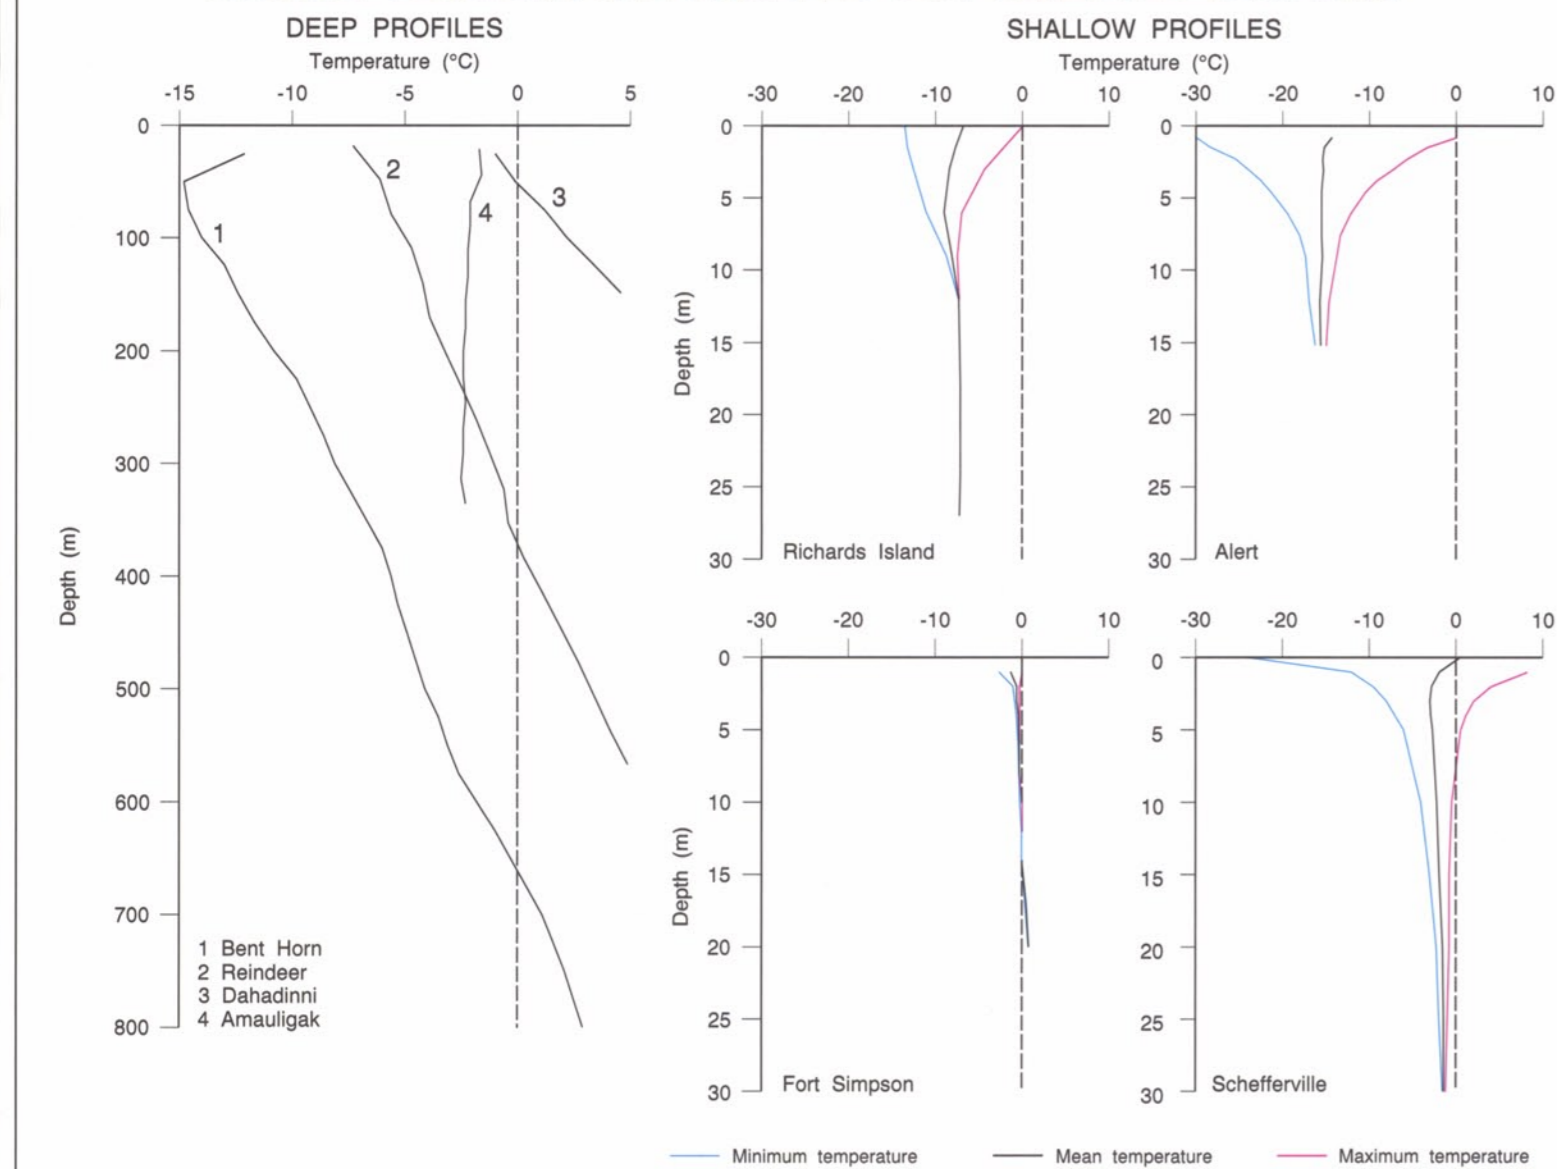 DEEP PROFILES
Temperature (°C)
-15 -10 -5 0 5
0
100
200
300
400
500
600
700
800
Depth (m)
1
2
3
4
1 Bent Horn
2 Reindeer
3 Dahadinni
4 Amauligak
SHALLOW PROFILES
Temperature (°C)
-30 -20 -10 0 10
0
5
10
15
20
25
30
Depth (m)
Richards Island
-30 -20 -10 0 10
0
5
10
15
20
25
30
Alert
-30 -20 -10 0 10
0
5
10
15
20
25
30
Depth (m)
Fort Simpson
-30 -20 -10 0 10
0
5
10
15
20
25
30
Schefferville
Minimum temperature Mean temperature Maximum temperature